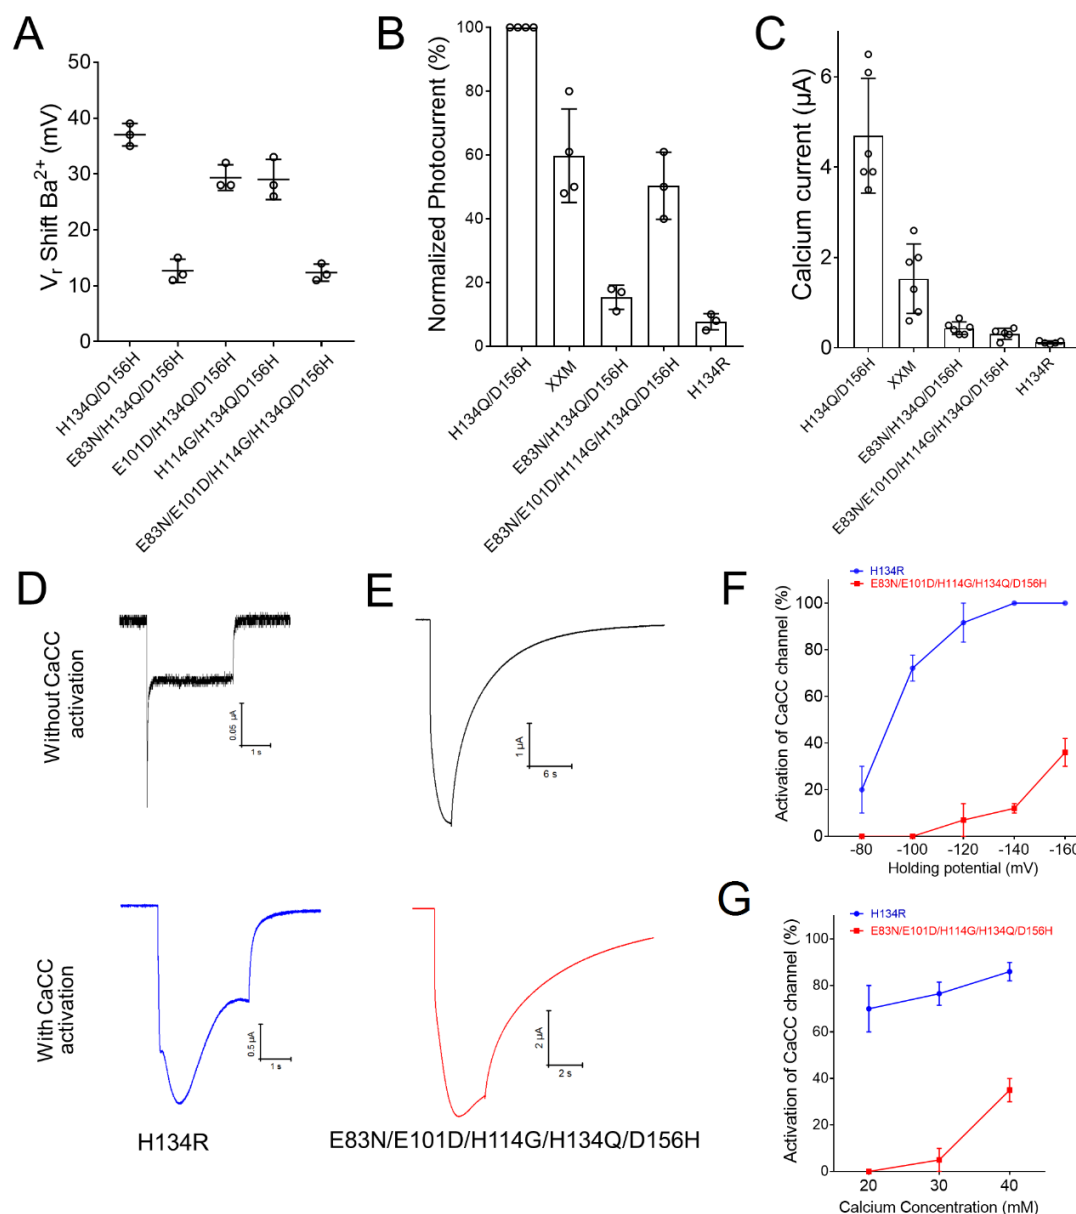 A
V_r Shift Ba²⁺ (mV)
50
40
30
20
10
0
H134Q/D156H
E83N/H134Q/D156H
E101D/H134Q/D156H
H114G/H134Q/D156H
E83N/E101D/H114G/H134Q/D156H
B
Normalized Photocurrent (%)
100
80
60
40
20
0
H134Q/D156H
XXM
E83N/H134Q/D156H
E83N/E101D/H114G/H134Q/D156H
H134R
C
Calcium current (µA)
6
4
2
0
H134Q/D156H
XXM
E83N/H134Q/D156H
E83N/E101D/H114G/H134Q/D156H
H134R
D
Without CaCC
activation
0.05 µA
1 s
With CaCC
activation
0.5 µA
1 s
H134R
E
1 µA
6 s
2 µA
2 s
E83N/E101D/H114G/H134Q/D156H
F
H134R
E83N/E101D/H114G/H134Q/D156H
Activation of CaCC channel (%)
100
80
60
40
20
0
-80
-100
-120
-140
-160
Holding potential (mV)
G
H134R
E83N/E101D/H114G/H134Q/D156H
Activation of CaCC channel (%)
100
80
60
40
20
0
20
30
40
Calcium Concentration (mM)